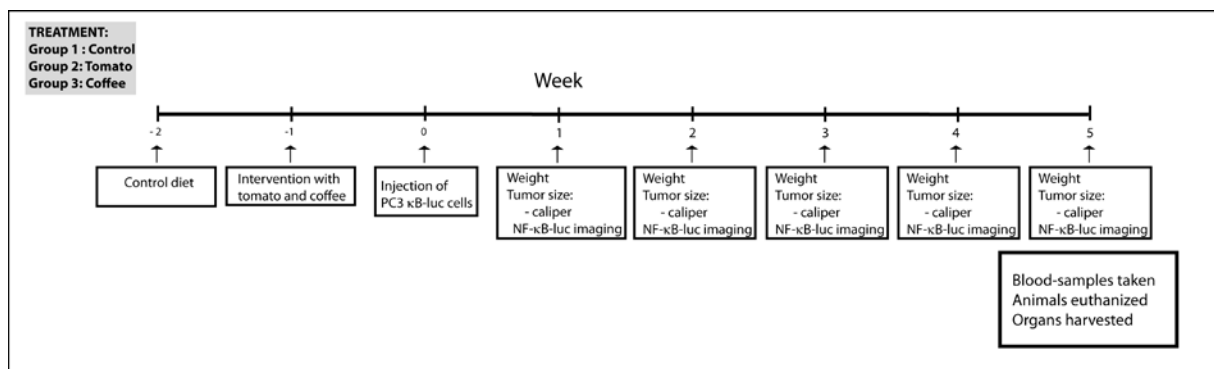 TREATMENT:
Group 1 : Control
Group 2: Tomato
Group 3: Coffee
Week
-2 -1 0 1 2 3 4 5
Control diet
Intervention with
tomato and coffee
Injection of
PC3 κB-luc cells
Weight
Tumor size:
- caliper
NF-κB-luc imaging
Weight
Tumor size:
- caliper
NF-κB-luc imaging
Weight
Tumor size:
- caliper
NF-κB-luc imaging
Weight
Tumor size:
- caliper
NF-κB-luc imaging
Weight
Tumor size:
- caliper
NF-κB-luc imaging
Blood-samples taken
Animals euthanized
Organs harvested